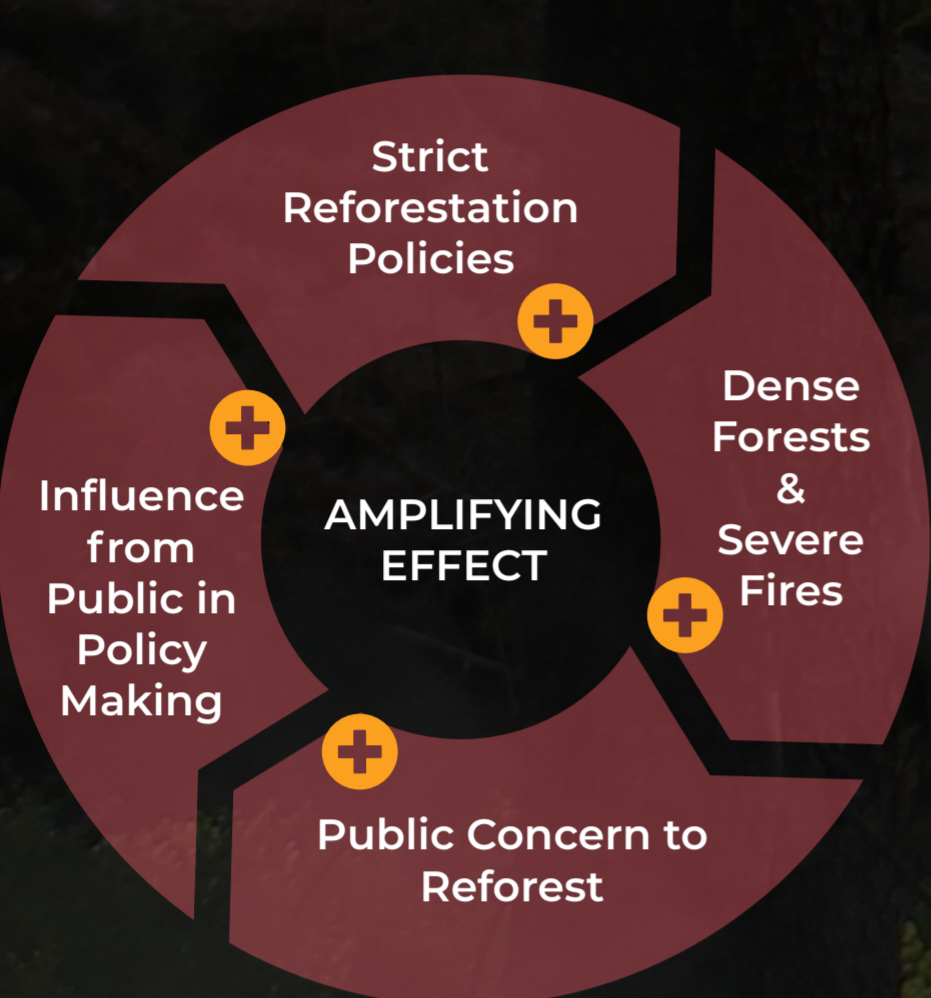 Strict
Reforestation
Policies
Dense
Forests
&
Severe
Fires
AMPLIFYING
EFFECT
Influence
from
Public in
Policy
Making
Public Concern to
Reforest